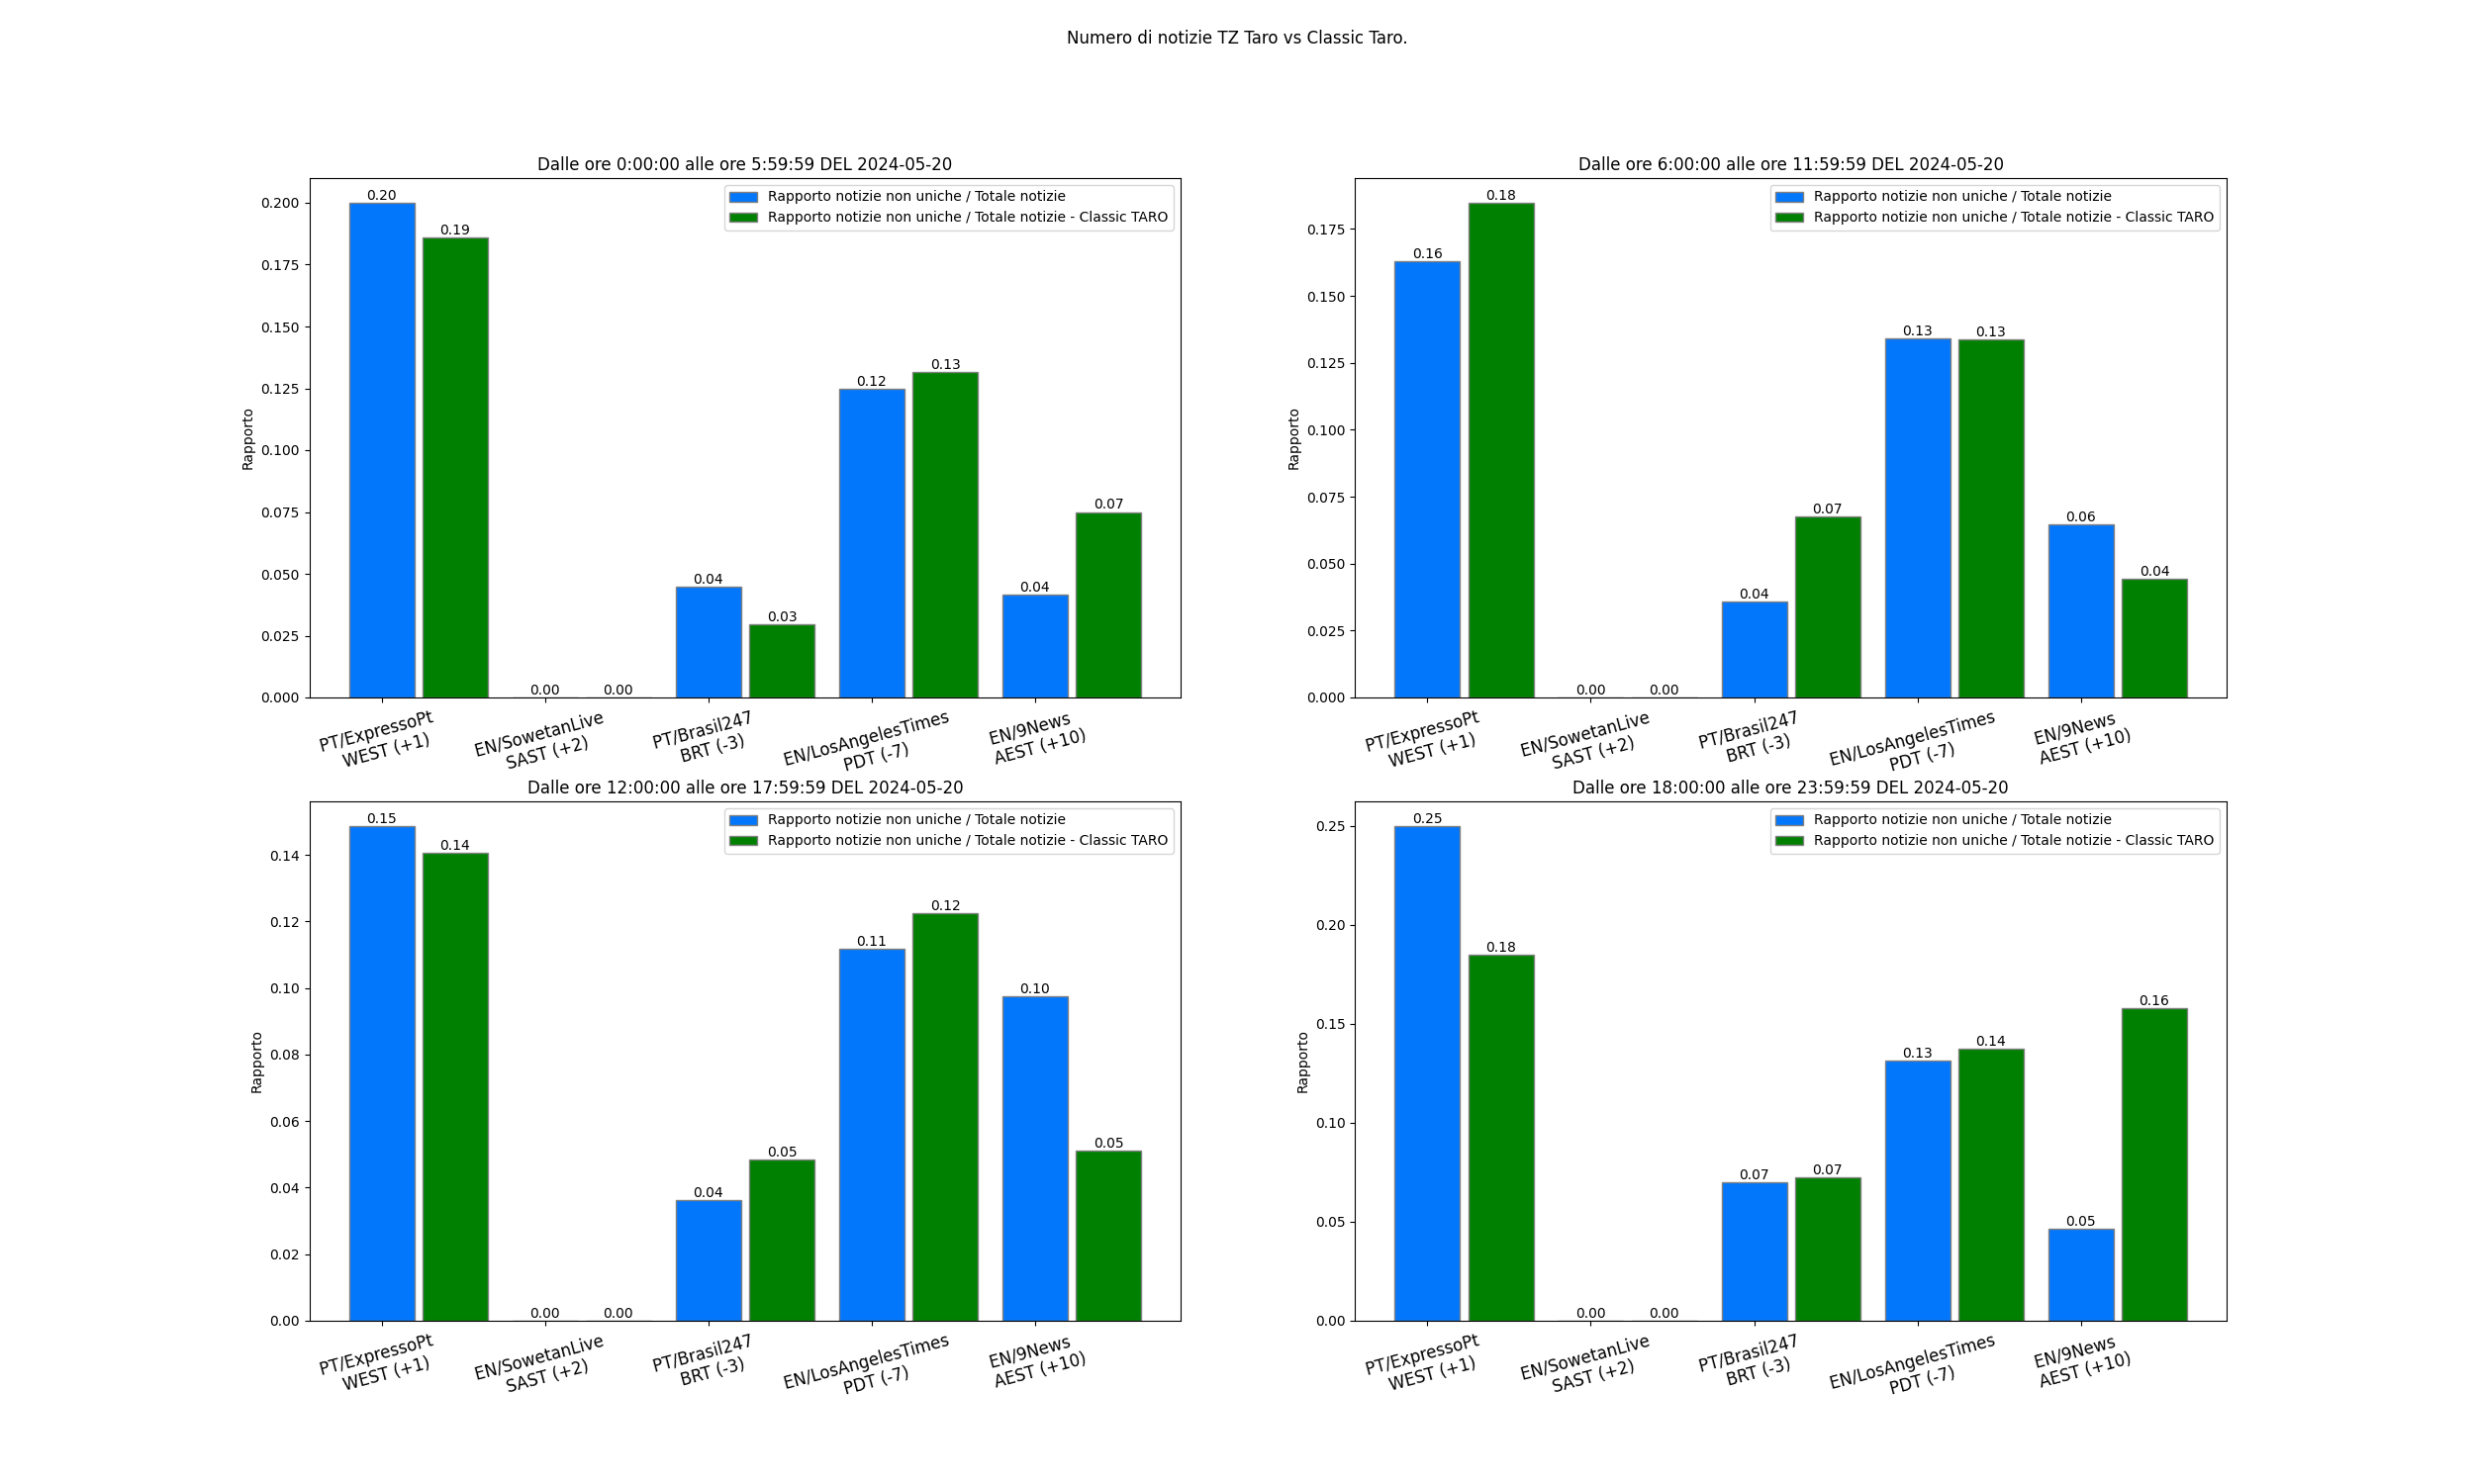 Numero di notizie TZ Taro vs Classic Taro.
Dalle ore 0:00:00 alle ore 5:59:59 DEL 2024-05-20
Rapporto notizie non uniche / Totale notizie
Rapporto notizie non uniche / Totale notizie - Classic TARO
Rapporto
0.200
0.175
0.150
0.125
0.100
0.075
0.050
0.025
0.000
0.20
0.19
0.00
0.00
0.04
0.03
0.12
0.13
0.04
0.07
PT/ExpressoPt
WEST (+1)
EN/SowetanLive
SAST (+2)
PT/Brasil247
BRT (-3)
EN/LosAngelesTimes
PDT (-7)
EN/9News
AEST (+10)
Dalle ore 6:00:00 alle ore 11:59:59 DEL 2024-05-20
Rapporto notizie non uniche / Totale notizie
Rapporto notizie non uniche / Totale notizie - Classic TARO
Rapporto
0.175
0.150
0.125
0.100
0.075
0.050
0.025
0.000
0.16
0.18
0.00
0.00
0.04
0.07
0.13
0.13
0.06
0.04
PT/ExpressoPt
WEST (+1)
EN/SowetanLive
SAST (+2)
PT/Brasil247
BRT (-3)
EN/LosAngelesTimes
PDT (-7)
EN/9News
AEST (+10)
Dalle ore 12:00:00 alle ore 17:59:59 DEL 2024-05-20
Rapporto notizie non uniche / Totale notizie
Rapporto notizie non uniche / Totale notizie - Classic TARO
Rapporto
0.14
0.12
0.10
0.08
0.06
0.04
0.02
0.00
0.15
0.14
0.00
0.00
0.04
0.05
0.11
0.12
0.10
0.05
PT/ExpressoPt
WEST (+1)
EN/SowetanLive
SAST (+2)
PT/Brasil247
BRT (-3)
EN/LosAngelesTimes
PDT (-7)
EN/9News
AEST (+10)
Dalle ore 18:00:00 alle ore 23:59:59 DEL 2024-05-20
Rapporto notizie non uniche / Totale notizie
Rapporto notizie non uniche / Totale notizie - Classic TARO
Rapporto
0.25
0.20
0.15
0.10
0.05
0.00
0.25
0.18
0.00
0.00
0.07
0.07
0.13
0.14
0.05
0.16
PT/ExpressoPt
WEST (+1)
EN/SowetanLive
SAST (+2)
PT/Brasil247
BRT (-3)
EN/LosAngelesTimes
PDT (-7)
EN/9News
AEST (+10)